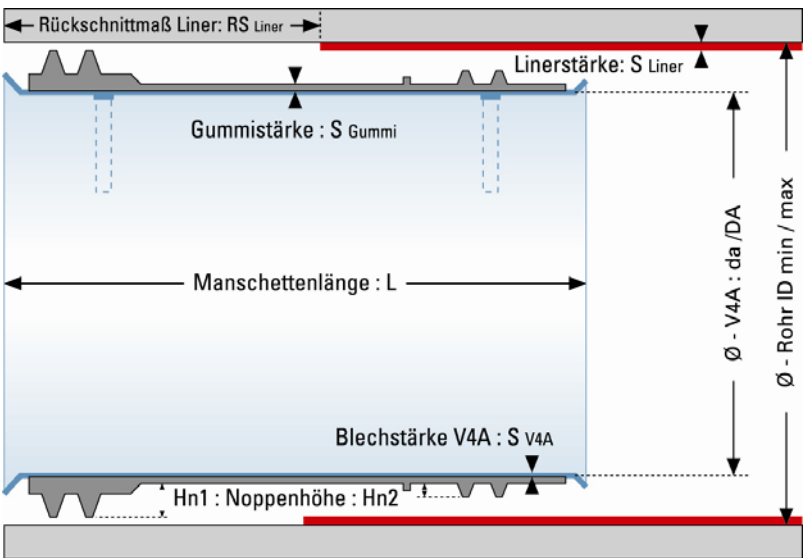 Rückschnittmaß Liner: RS Liner
Linerstärke: S Liner
Gummistärke : S Gummi
Manschettenlänge : L
Ø - V4A : da /DA
Ø - Rohr ID min / max
Blechstärke V4A : S V4A
Hn1 : Noppenhöhe : Hn2